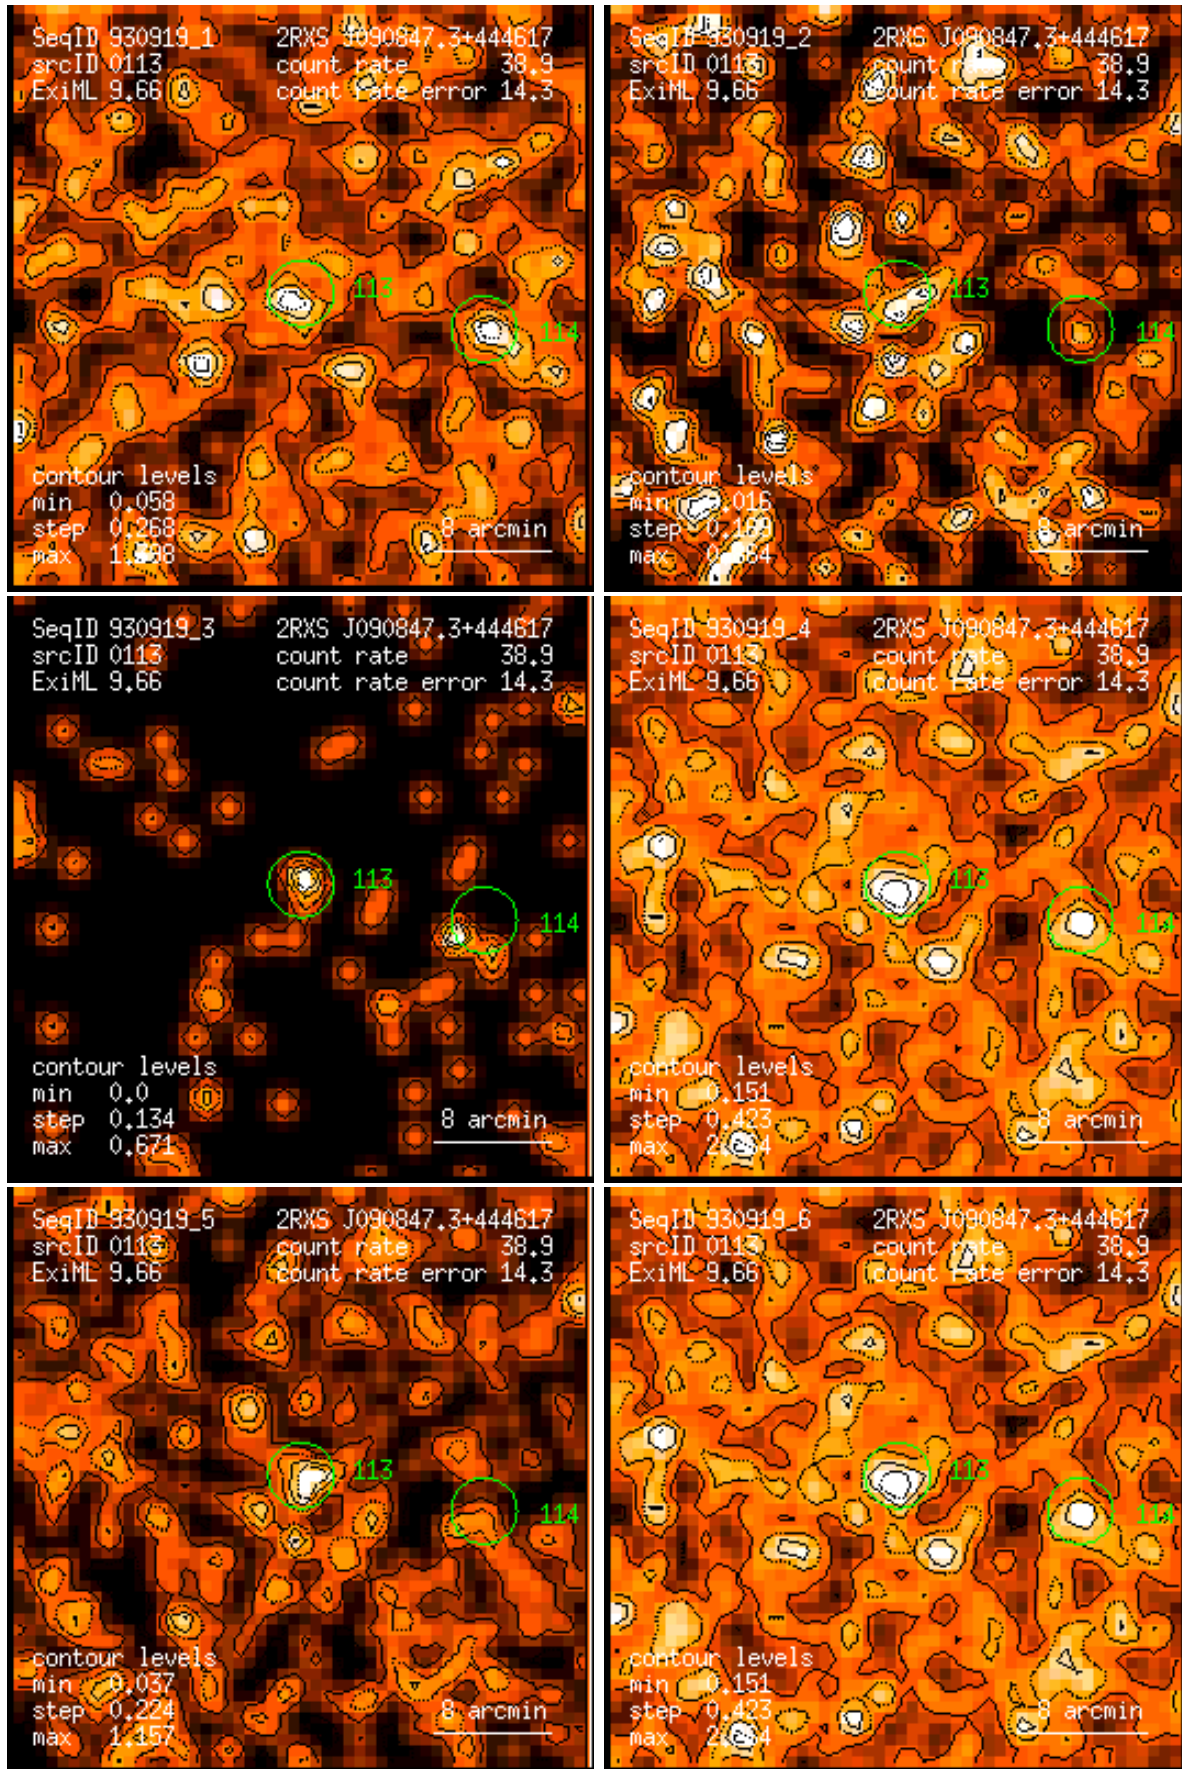 SeqID 930919_1 2RXS J090847.3+444617
srcID 0113 count rate 38.9
ExiML 9.66 count rate error 14.3
113
114
contour levels
min 0.058
step 0.268 8 arcmin
max
SeqID 930919_2 2RXS J090847.3+444617
srcID 0113 count rate 38.9
ExiML 9.66 count rate error 14.3
113
114
contour levels
min 0.016
step 0.169 8 arcmin
max
SeqID 930919_3 2RXS J090847.3+444617
srcID 0113 count rate 38.9
ExiML 9.66 count rate error 14.3
113
114
contour levels
min 0.0
step 0.134 8 arcmin
max 0.671
SeqID 930919_4 2RXS J090847.3+444617
srcID 0113 count rate 38.9
ExiML 9.66 count rate error 14.3
113
114
contour levels
min 0.151
step 0.423 8 arcmin
max
SeqID 930919_5 2RXS J090847.3+444617
srcID 0113 count rate 38.9
ExiML 9.66 count rate error 14.3
113
114
contour levels
min 0.037
step 0.224 8 arcmin
max 1.157
SeqID 930919_6 2RXS J090847.3+444617
srcID 0113 count rate 38.9
ExiML 9.66 count rate error 14.3
113
114
contour levels
min 0.151
step 0.423 8 arcmin
max